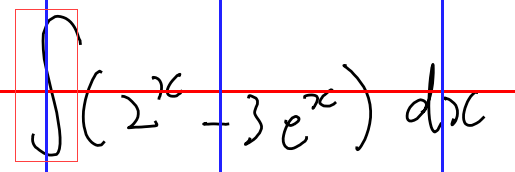 ∫(2^x − 3e^x) dx